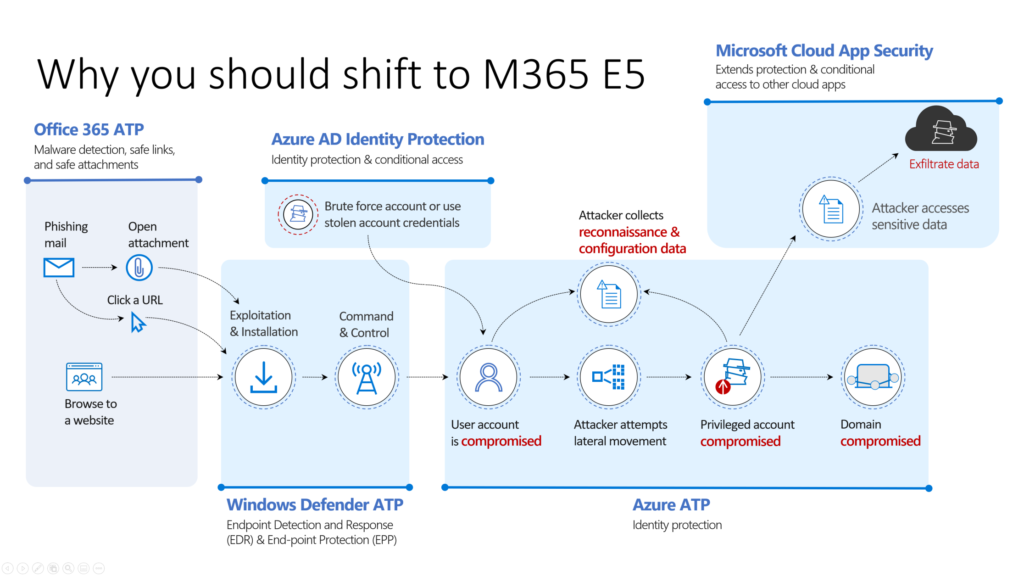 Why you should shift to M365 E5
Microsoft Cloud App Security
Extends protection & conditional
access to other cloud apps
Office 365 ATP
Malware detection, safe links,
and safe attachments
Azure AD Identity Protection
Identity protection & conditional access
Exfiltrate data
Brute force account or use
stolen account credentials
Attacker accesses
sensitive data
Attacker collects
reconnaissance &
configuration data
Phishing
mail
Open
attachment
Click a URL
Exploitation
& Installation
Command
& Control
Browse to
a website
User account
is compromised
Attacker attempts
lateral movement
Privileged account
compromised
Domain
compromised
Windows Defender ATP
Endpoint Detection and Response
(EDR) & End-point Protection (EPP)
Azure ATP
Identity protection